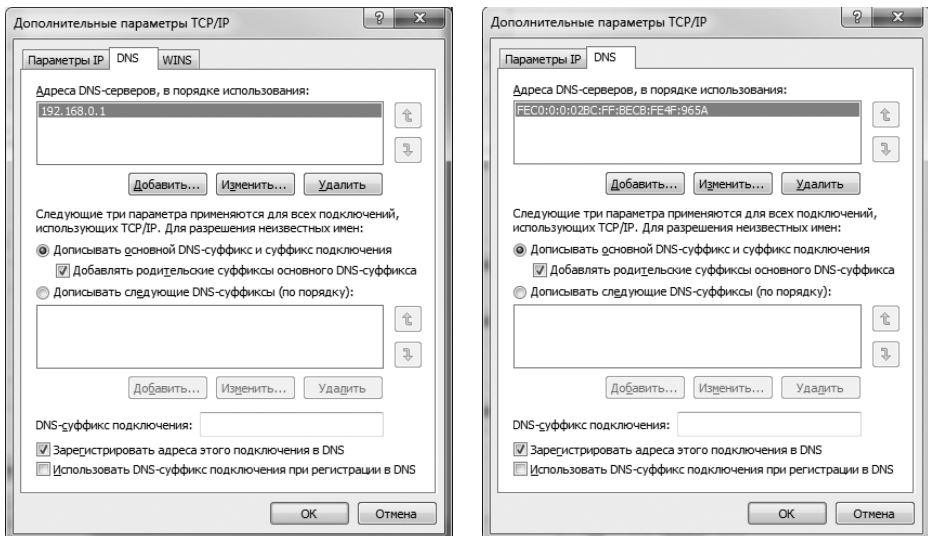 Дополнительные параметры TCP/IP
Параметры IP DNS WINS
Адреса DNS-серверов, в порядке использования:
192.168.0.1
Добавить... Изменить... Удалить
Следующие три параметра применяются для всех подключений,
использующих TCP/IP. Для разрешения неизвестных имен:
Дописывать основной DNS-суффикс и суффикс подключения
Добавлять родительские суффиксы основного DNS-суффикса
Дописывать следующие DNS-суффиксы (по порядку):
Добавить... Изменить... Удалить
DNS-суффикс подключения:
Зарегистрировать адреса этого подключения в DNS
Использовать DNS-суффикс подключения при регистрации в DNS
ОК Отмена
Дополнительные параметры TCP/IP
Параметры IP DNS
Адреса DNS-серверов, в порядке использования:
FEC0:0:0:02BC:FF:BECB:FE4F:965A
Добавить... Изменить... Удалить
Следующие три параметра применяются для всех подключений,
использующих TCP/IP. Для разрешения неизвестных имен:
Дописывать основной DNS-суффикс и суффикс подключения
Добавлять родительские суффиксы основного DNS-суффикса
Дописывать следующие DNS-суффиксы (по порядку):
Добавить... Изменить... Удалить
DNS-суффикс подключения:
Зарегистрировать адреса этого подключения в DNS
Использовать DNS-суффикс подключения при регистрации в DNS
ОК Отмена